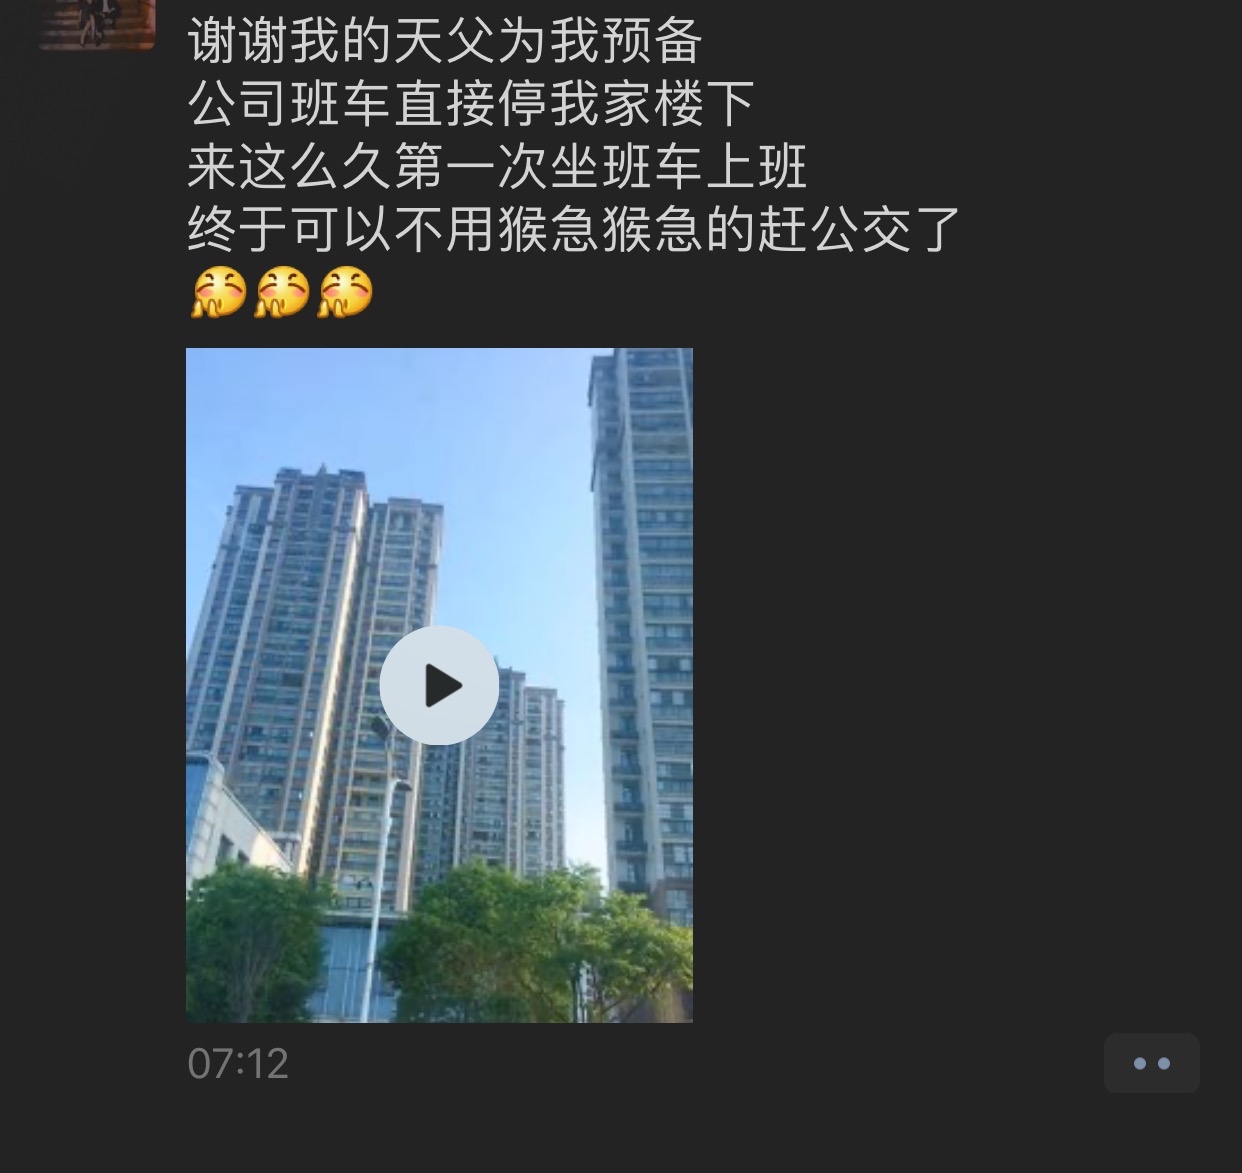 谢谢我的天父为我预备
公司班车直接停我家楼下
来这么久第一次坐班车上班
终于可以不用猴急猴急的赶公交了
07:12